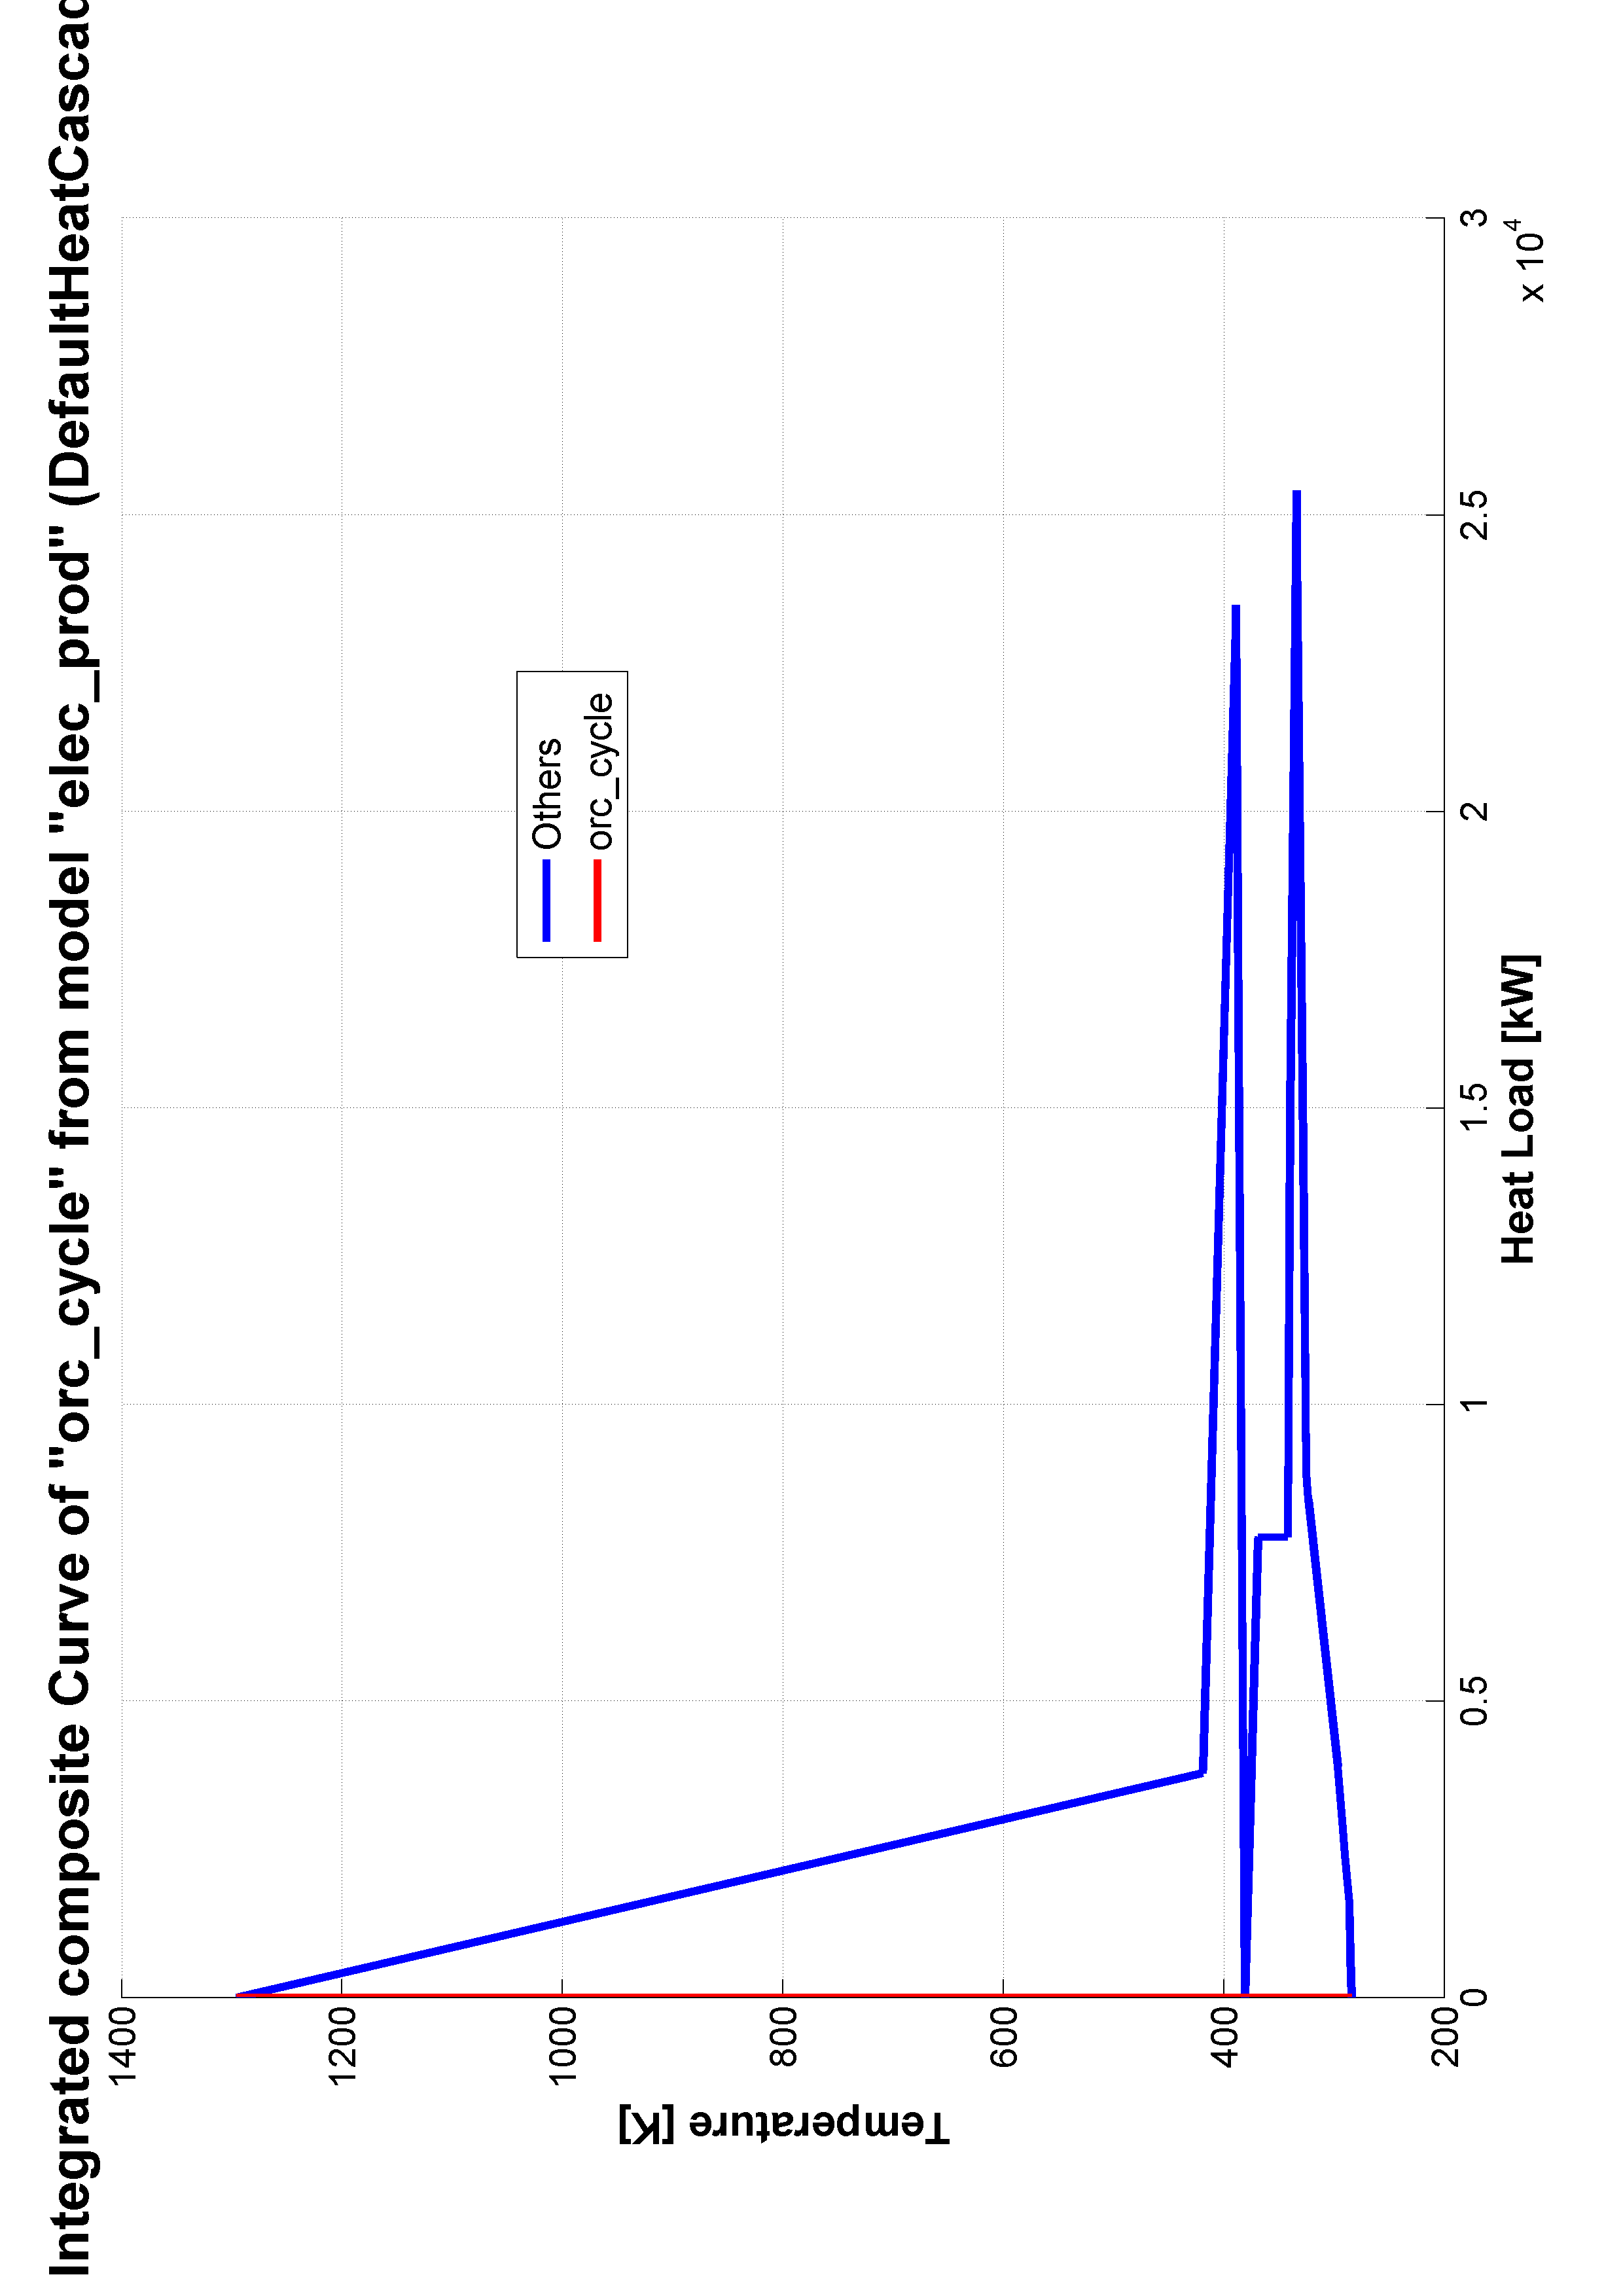 Integrated composite Curve of "orc_cycle" from model "elec_prod" (DefaultHeatCascad
1400
1200
1000
800
600
400
200
Temperature [K]
Others
orc_cycle
0
0.5
1
1.5
2
2.5
3
x 10^4
Heat Load [kW]